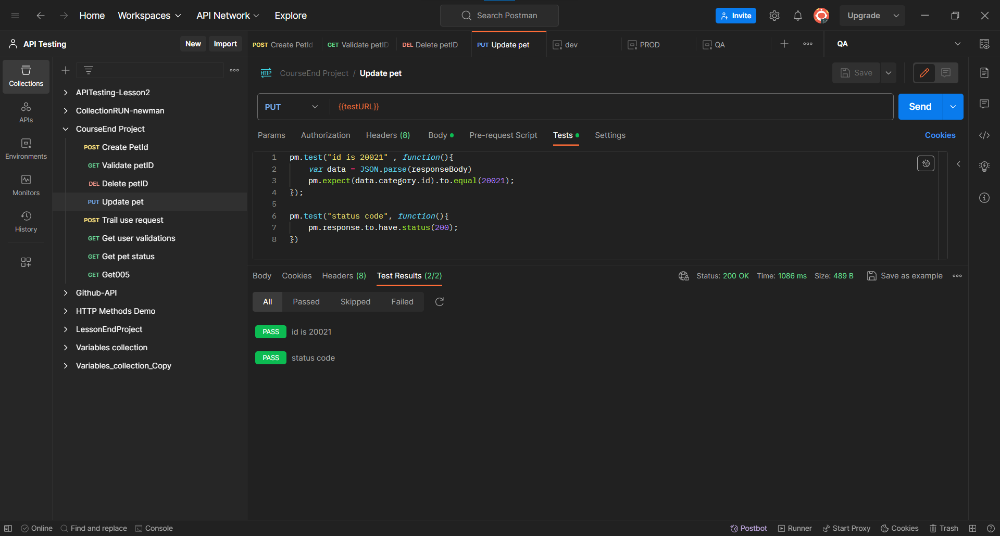 Home Workspaces API Network Explore Search Postman Invite Upgrade
API Testing New Import
POST Create PetId GET Validate petID DEL Delete petID PUT Update pet dev PROD QA QA
Collections
APIs
Environments
Monitors
History
APITesting-Lesson2
CollectionRUN-newman
CourseEnd Project
POST Create PetId
GET Validate petID
DEL Delete petID
PUT Update pet
POST Trail use request
GET Get user validations
GET Get pet status
GET Get005
Github-API
HTTP Methods Demo
LessonEndProject
Variables collection
Variables_collection_Copy
HTTP CourseEnd Project / Update pet Save
PUT {{testURL}} Send
Params Authorization Headers (8) Body Pre-request Script Tests Settings Cookies
1 pm.test("id is 20021" , function(){
2 var data = JSON.parse(responseBody)
3 pm.expect(data.category.id).to.equal(20021);
4 });
5
6 pm.test("status code", function(){
7 pm.response.to.have.status(200);
8 })
Body Cookies Headers (8) Test Results (2/2) Status: 200 OK Time: 1086 ms Size: 489 B Save as example
All Passed Skipped Failed
PASS id is 20021
PASS status code
Online Find and replace Console Postbot Runner Start Proxy Cookies Trash